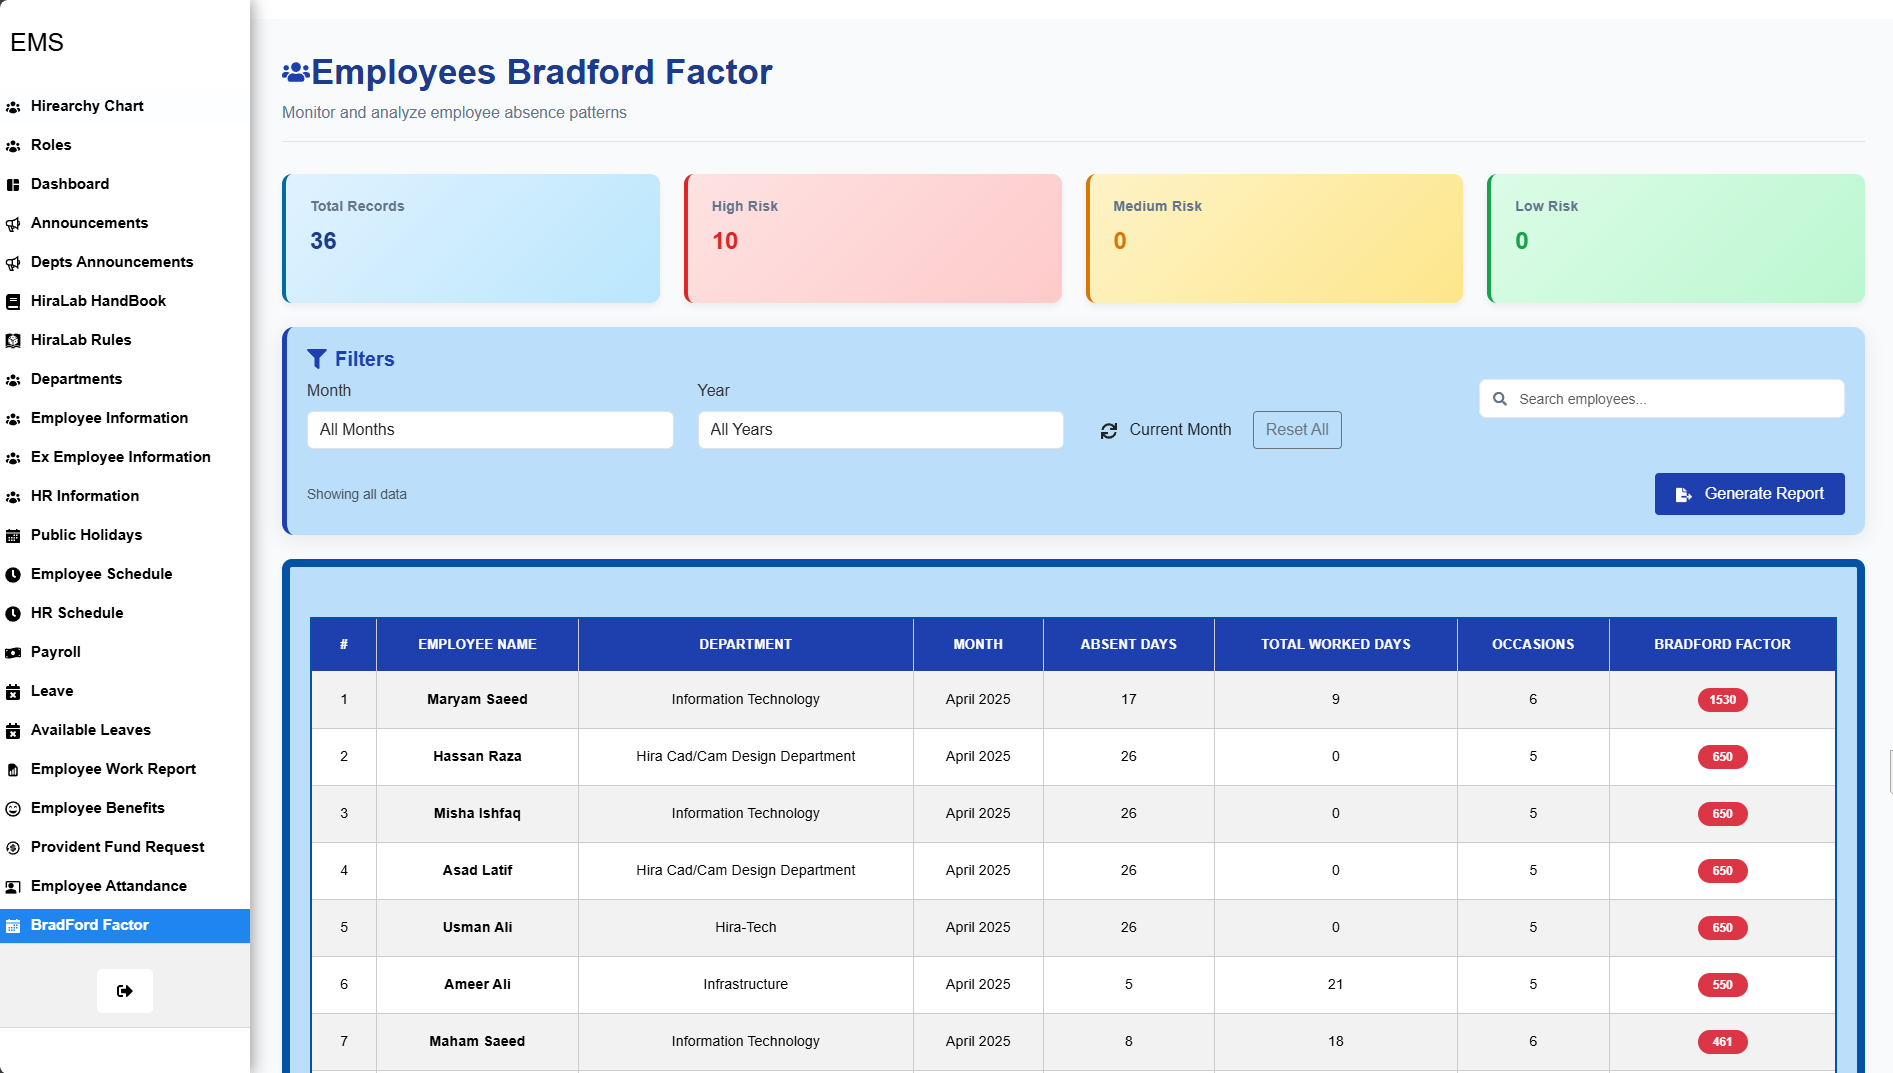 EMS
Hirearchy Chart
Roles
Dashboard
Announcements
Depts Announcements
HiraLab HandBook
HiraLab Rules
Departments
Employee Information
Ex Employee Information
HR Information
Public Holidays
Employee Schedule
HR Schedule
Payroll
Leave
Available Leaves
Employee Work Report
Employee Benefits
Provident Fund Request
Employee Attandance
BradFord Factor
Employees Bradford Factor
Monitor and analyze employee absence patterns
Total Records
36
High Risk
10
Medium Risk
0
Low Risk
0
Filters
Month
All Months
Year
All Years
Current Month
Reset All
Search employees...
Showing all data
Generate Report
# EMPLOYEE NAME DEPARTMENT MONTH ABSENT DAYS TOTAL WORKED DAYS OCCASIONS BRADFORD FACTOR
1 Maryam Saeed Information Technology April 2025 17 9 6 1530
2 Hassan Raza Hira Cad/Cam Design Department April 2025 26 0 5 650
3 Misha Ishfaq Information Technology April 2025 26 0 5 650
4 Asad Latif Hira Cad/Cam Design Department April 2025 26 0 5 650
5 Usman Ali Hira-Tech April 2025 26 0 5 650
6 Ameer Ali Infrastructure April 2025 5 21 5 550
7 Maham Saeed Information Technology April 2025 8 18 6 461